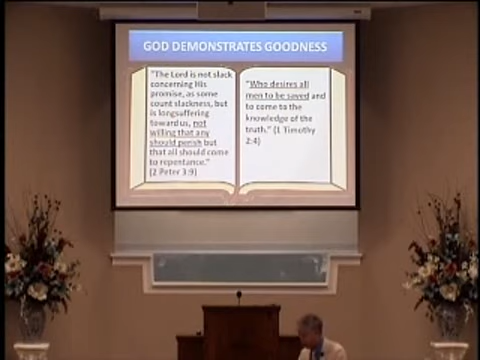 GOD DEMONSTRATES GOODNESS
"The Lord is not slack
concerning His
promise, as some
count slackness, but
is longsuffering
toward us, not
willing that any
should perish but
that all should come
to repentance."
(2 Peter 3:9)
"Who desires all
men to be saved and
to come to the
knowledge of the
truth." (1 Timothy
2:4)